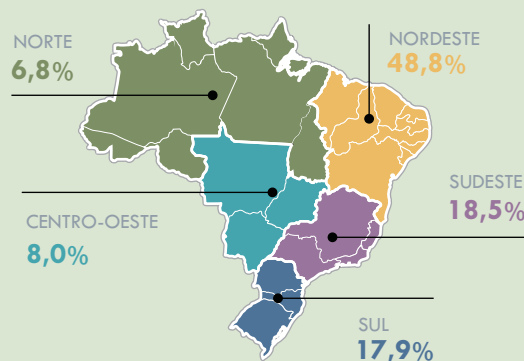 NORTE
6,8%
NORDESTE
48,8%
SUDESTE
18,5%
CENTRO-OESTE
8,0%
SUL
17,9%